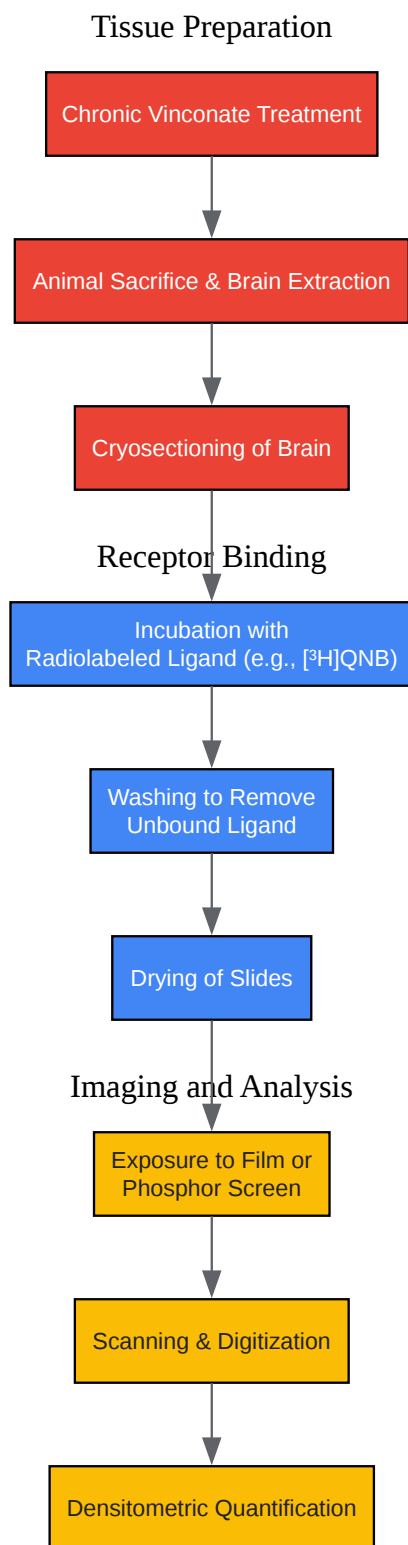 Tissue Preparation
Chronic Vinconate Treatment
Animal Sacrifice & Brain Extraction
Cryosectioning of Brain
Receptor Binding
Incubation with
Radiolabeled Ligand (e.g., [³H]QNB)
Washing to Remove
Unbound Ligand
Drying of Slides
Imaging and Analysis
Exposure to Film or
Phosphor Screen
Scanning & Digitization
Densitometric Quantification